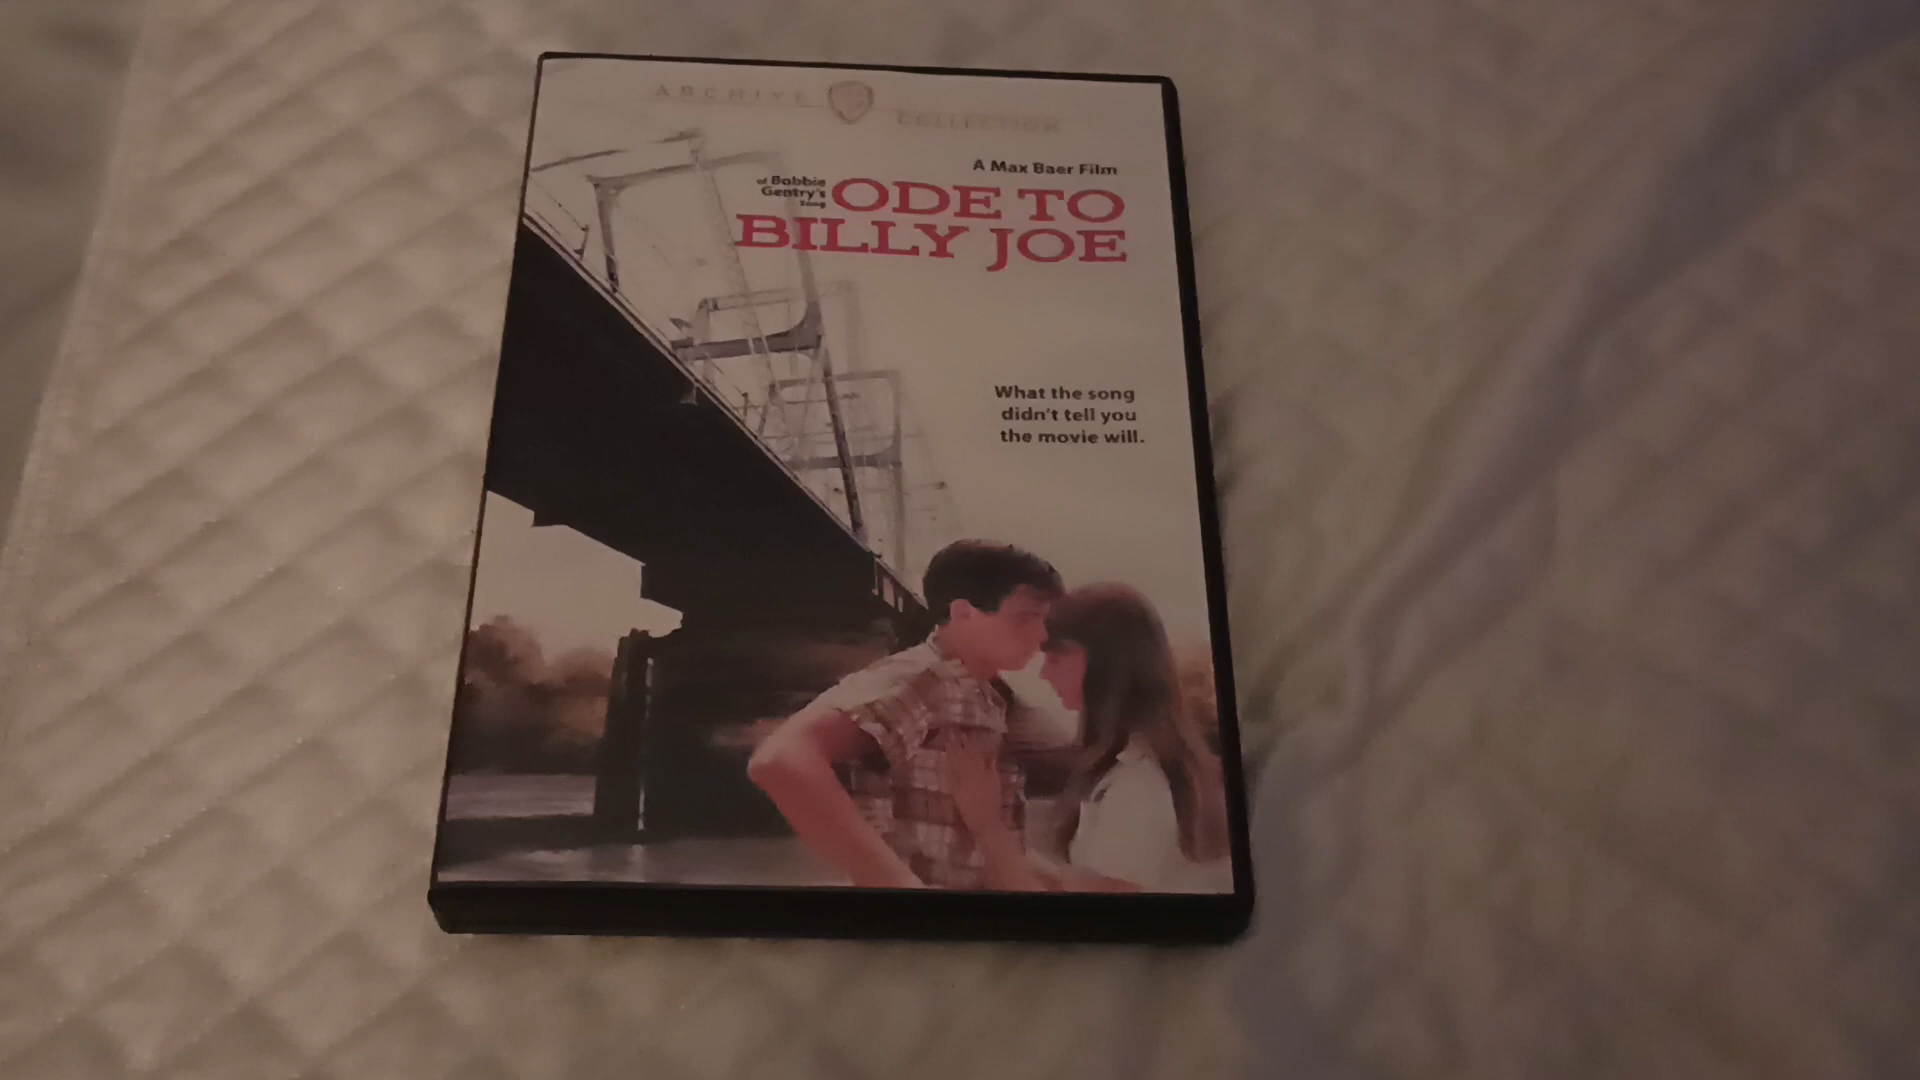 ARCHIVE
COLLECTION
A Max Baer Film
of Bobbie
Gentry's
Song
ODE TO
BILLY JOE
What the song
didn't tell you
the movie will.